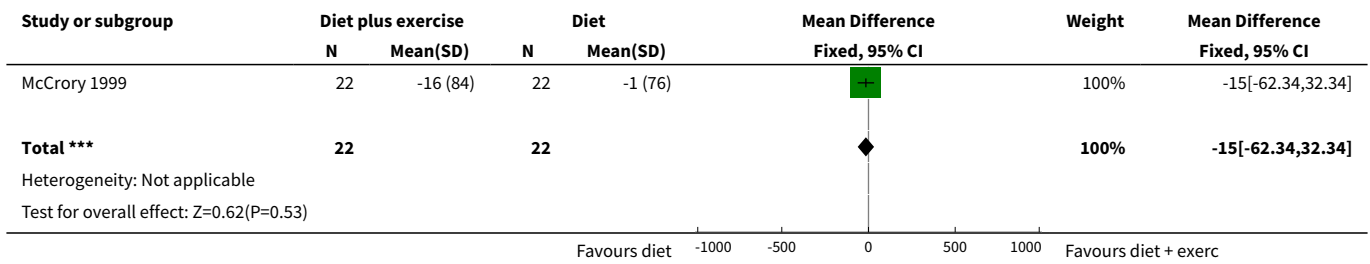 Study or subgroup Diet plus exercise Diet Mean Difference Weight Mean Difference
N Mean(SD) N Mean(SD) Fixed, 95% CI Fixed, 95% CI
McCrory 1999 22 -16 (84) 22 -1 (76) 100% -15[-62.34,32.34]
Total *** 22 22 100% -15[-62.34,32.34]
Heterogeneity: Not applicable
Test for overall effect: Z=0.62(P=0.53)
Favours diet -1000 -500 0 500 1000 Favours diet + exerc